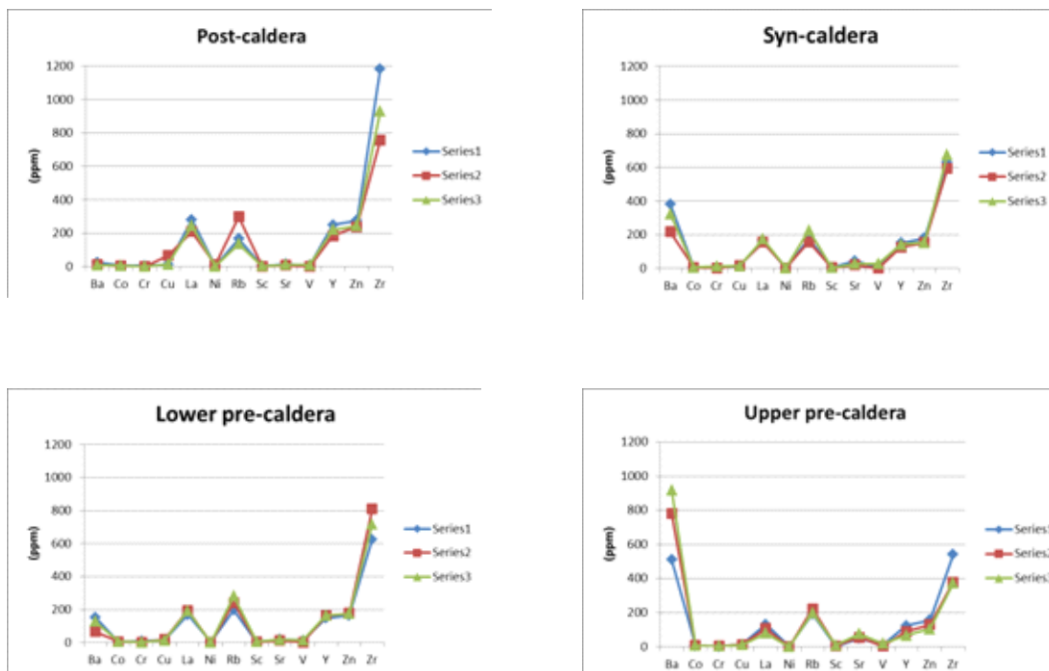 Post-caldera
1200
1000
800
600
400
200
0
(ppm)
Ba Co Cr Cu La Ni Rb Sc Sr V Y Zn Zr
Series1
Series2
Series3
Syn-caldera
1200
1000
800
600
400
200
0
(ppm)
Ba Co Cr Cu La Ni Rb Sc Sr V Y Zn Zr
Series1
Series2
Series3
Lower pre-caldera
1200
1000
800
600
400
200
0
(ppm)
Ba Co Cr Cu La Ni Rb Sc Sr V Y Zn Zr
Series1
Series2
Series3
Upper pre-caldera
1200
1000
800
600
400
200
0
(ppm)
Ba Co Cr Cu La Ni Rb Sc Sr V Y Zn Zr
Series1
Series2
Series3